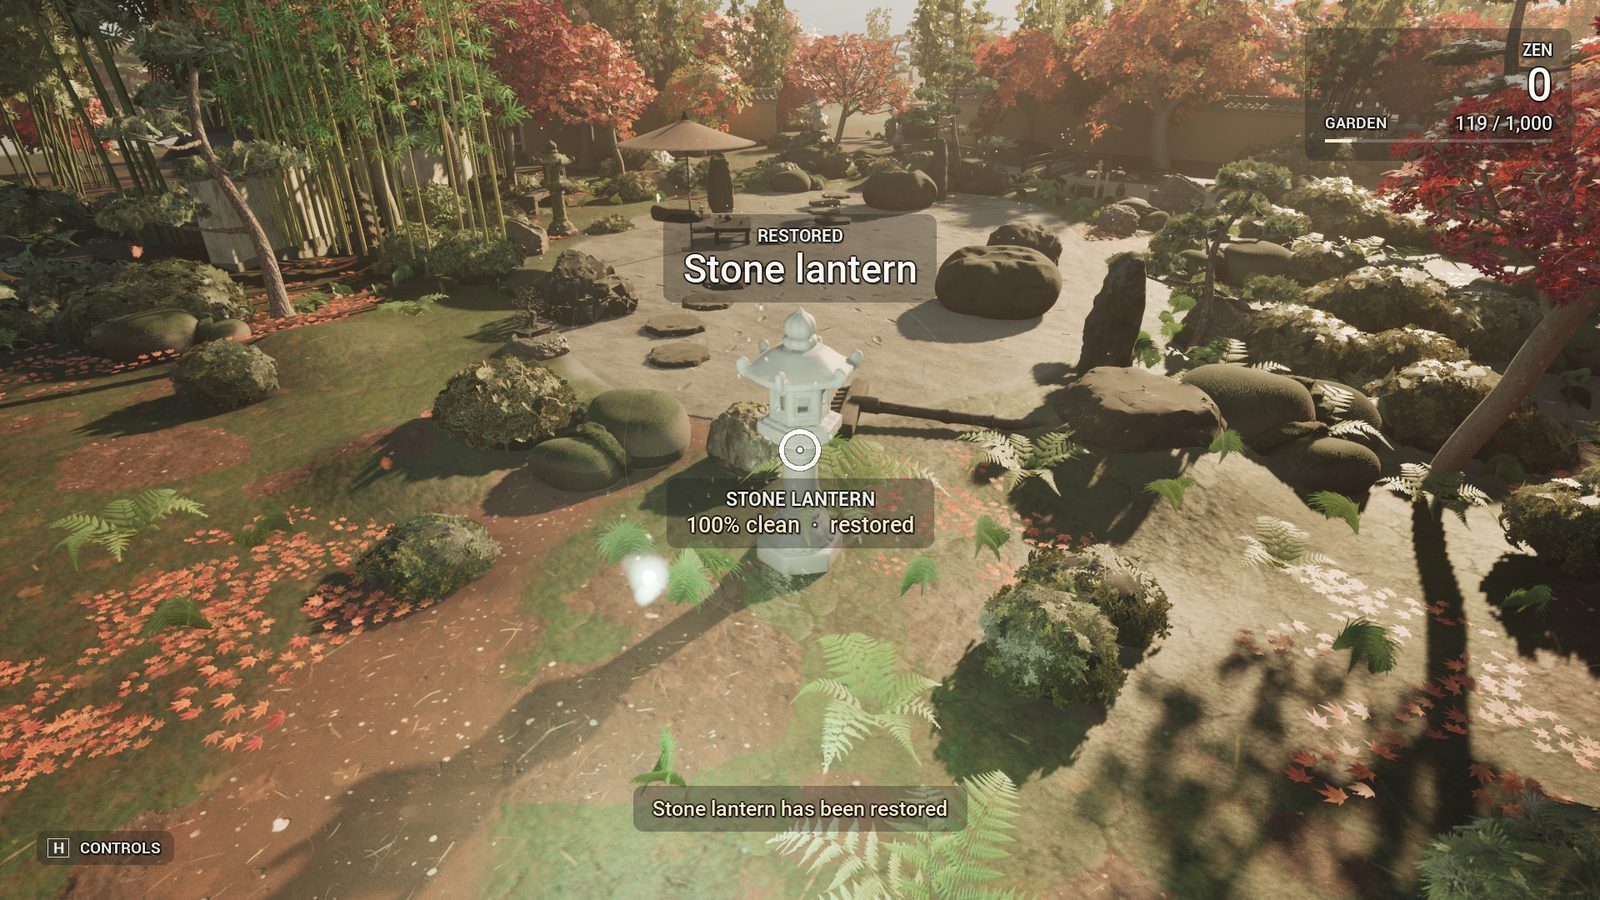 ZEN
0
GARDEN 119 / 1,000
RESTORED
Stone lantern
STONE LANTERN
100% clean · restored
Stone lantern has been restored
H CONTROLS